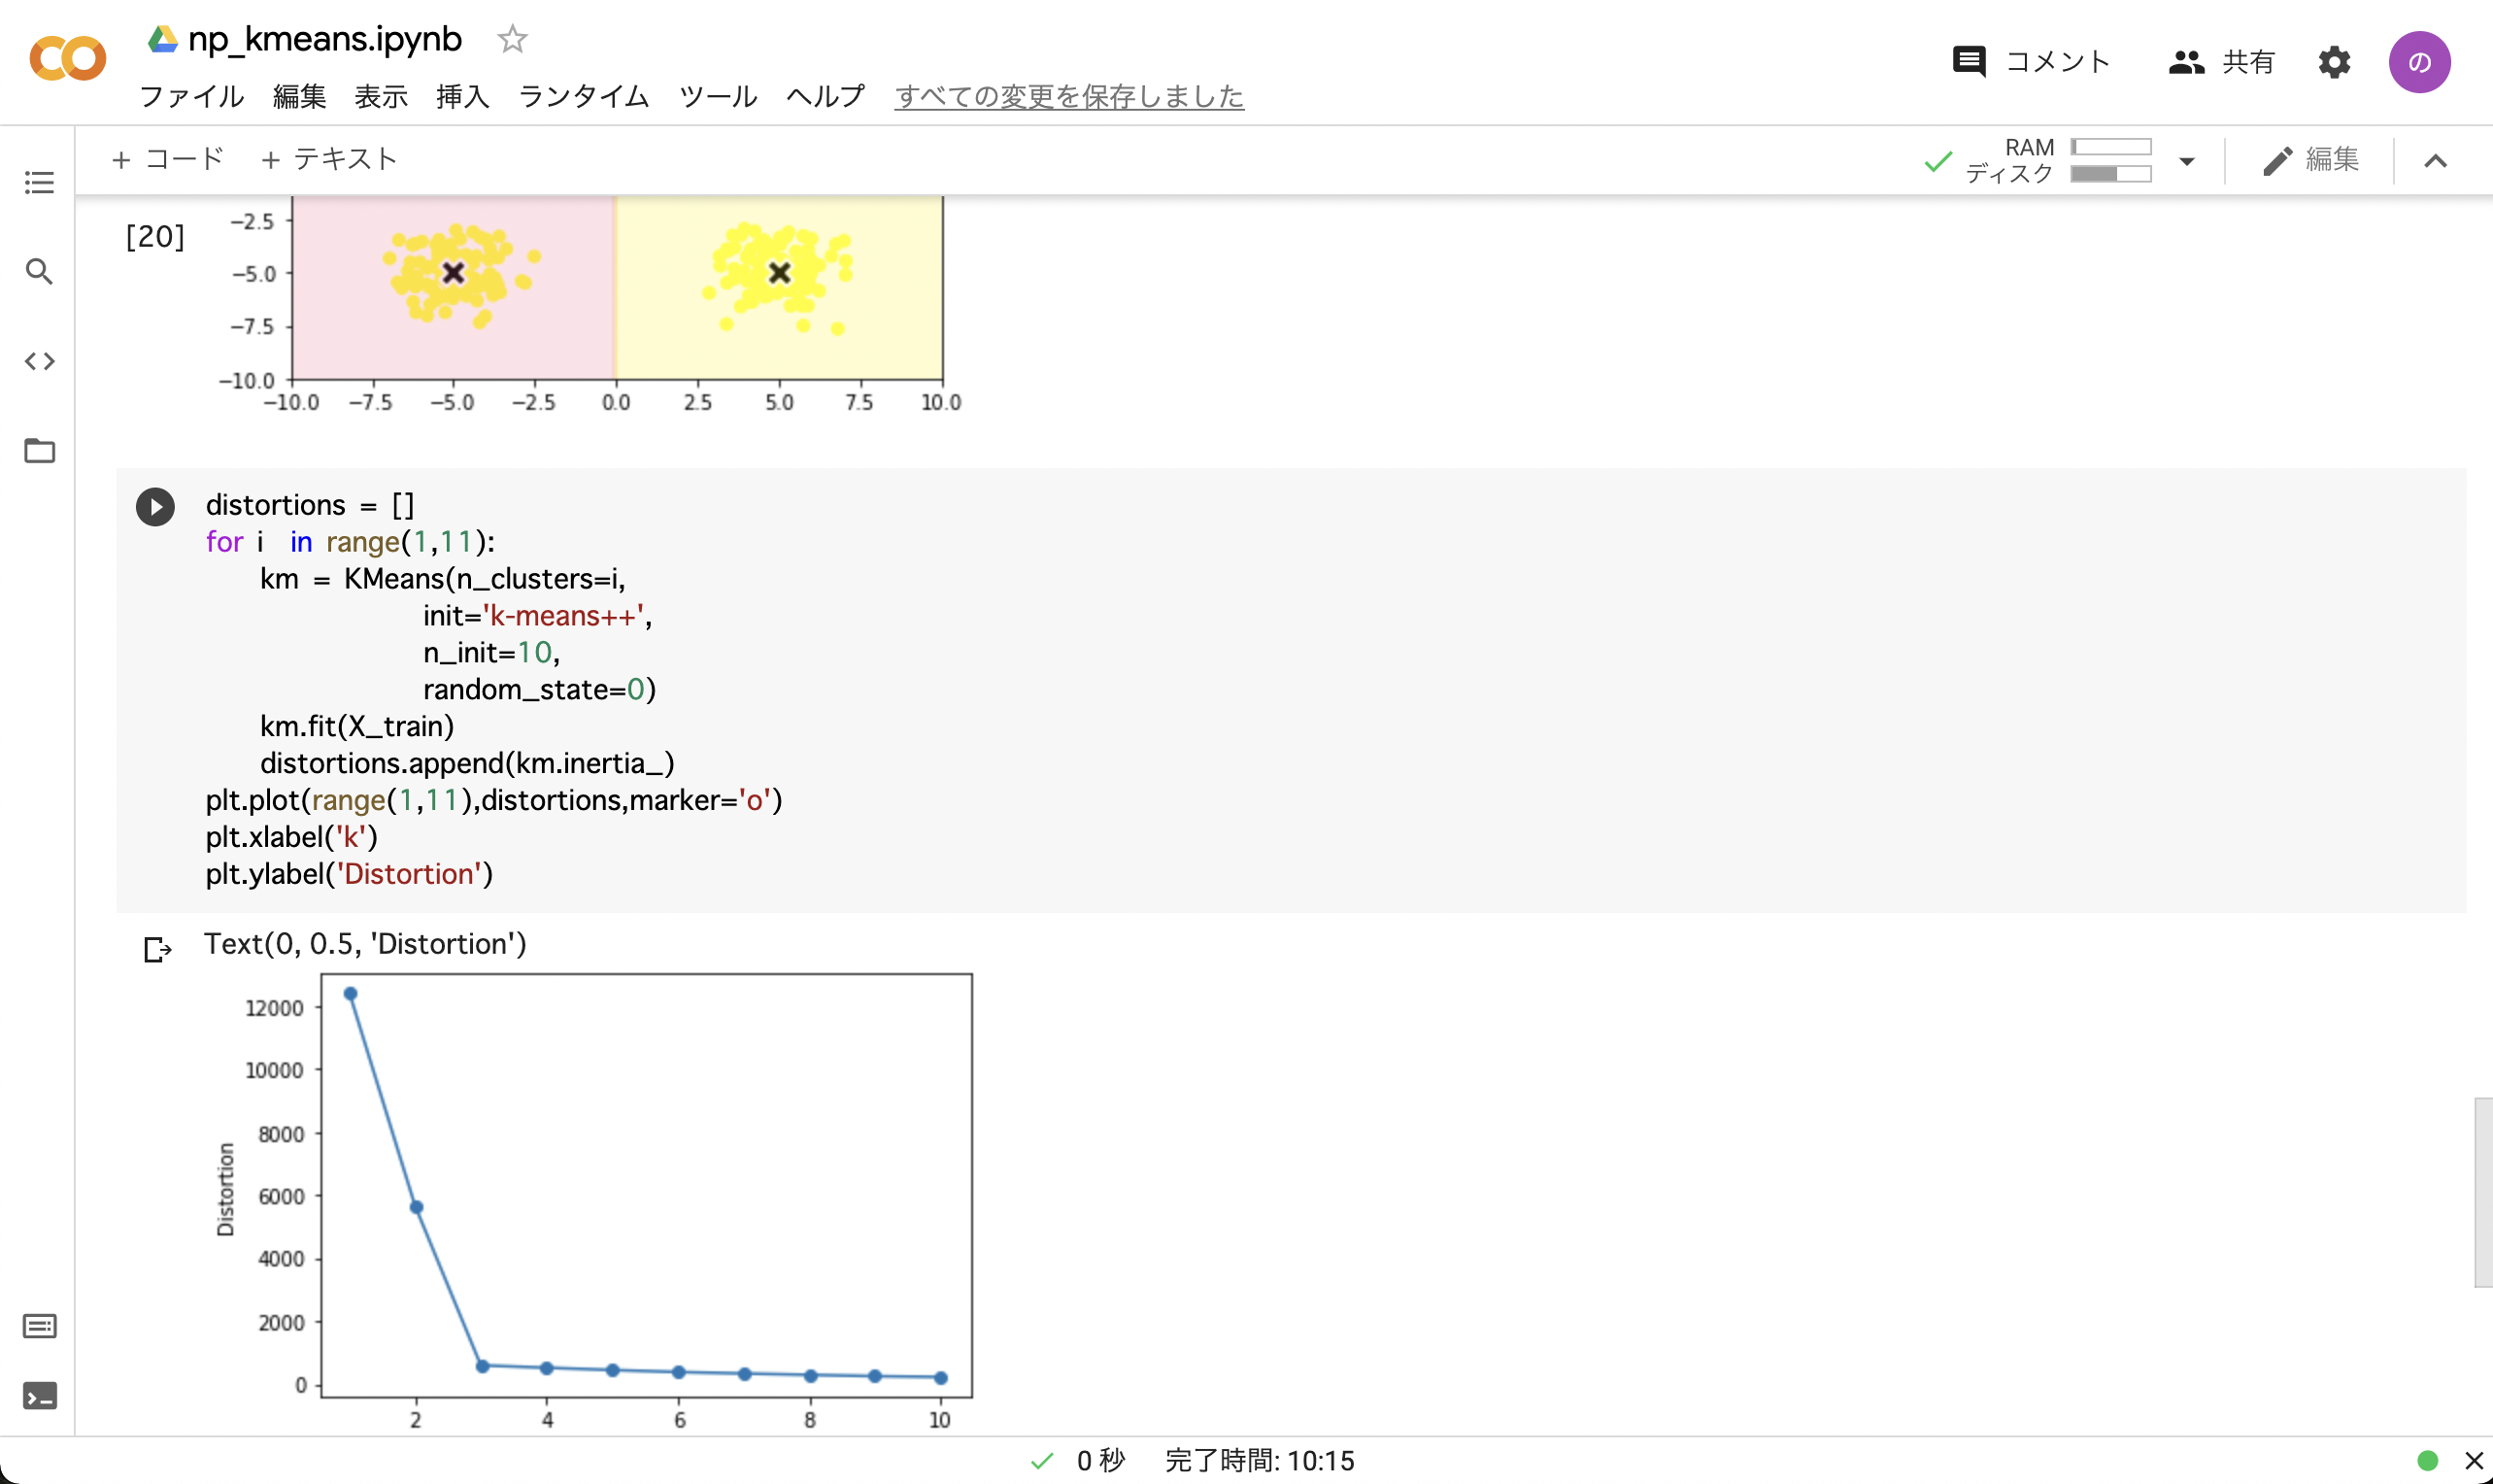 np_kmeans.ipynb
ファイル 編集 表示 挿入 ランタイム ツール ヘルプ すべての変更を保存しました
コメント 共有 の
+ コード + テキスト
RAM
ディスク
編集
[20]
−2.5
−5.0
−7.5
−10.0
−10.0 −7.5 −5.0 −2.5 0.0 2.5 5.0 7.5 10.0
distortions = []
for i in range(1,11):
km = KMeans(n_clusters=i,
init='k-means++',
n_init=10,
random_state=0)
km.fit(X_train)
distortions.append(km.inertia_)
plt.plot(range(1,11),distortions,marker='o')
plt.xlabel('k')
plt.ylabel('Distortion')
Text(0, 0.5, 'Distortion')
12000
10000
8000
6000
4000
2000
0
Distortion
2 4 6 8 10
0 秒 完了時間: 10:15